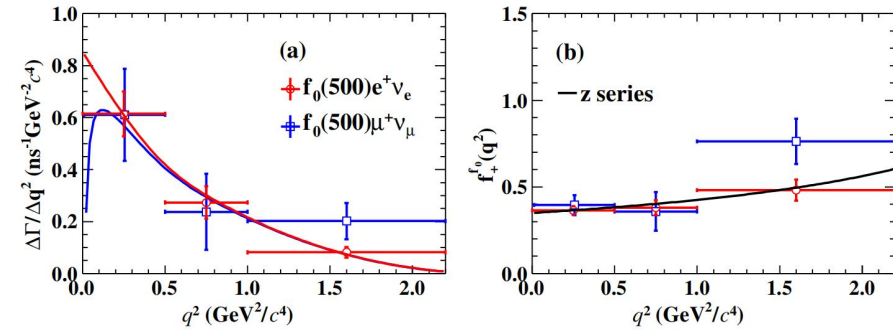 ΔΓ/Δq² (ns⁻¹GeV⁻²c⁴)
1.0
0.8
0.6
0.4
0.2
0.0
(a)
f₀(500)e⁺νₑ
f₀(500)μ⁺ν_μ
0.0 0.5 1.0 1.5 2.0
q² (GeV²/c⁴)
f₊^f₀(q²)
1.5
1.0
0.5
0.0
(b)
z series
0.0 0.5 1.0 1.5 2.0
q² (GeV²/c⁴)